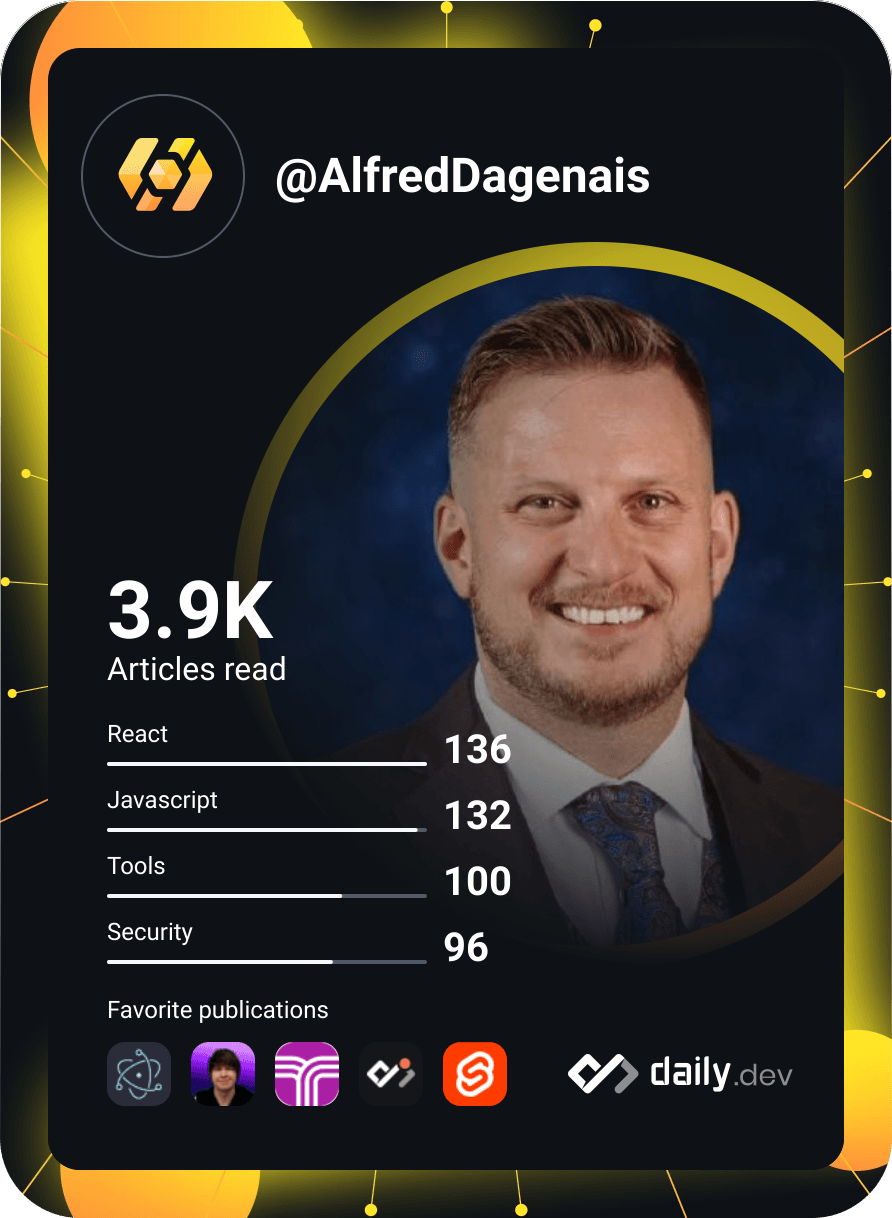 @AlfredDagenais
3.9K
Articles read
React
136
Javascript
132
Tools
100
Security
96
Favorite publications
daily.dev